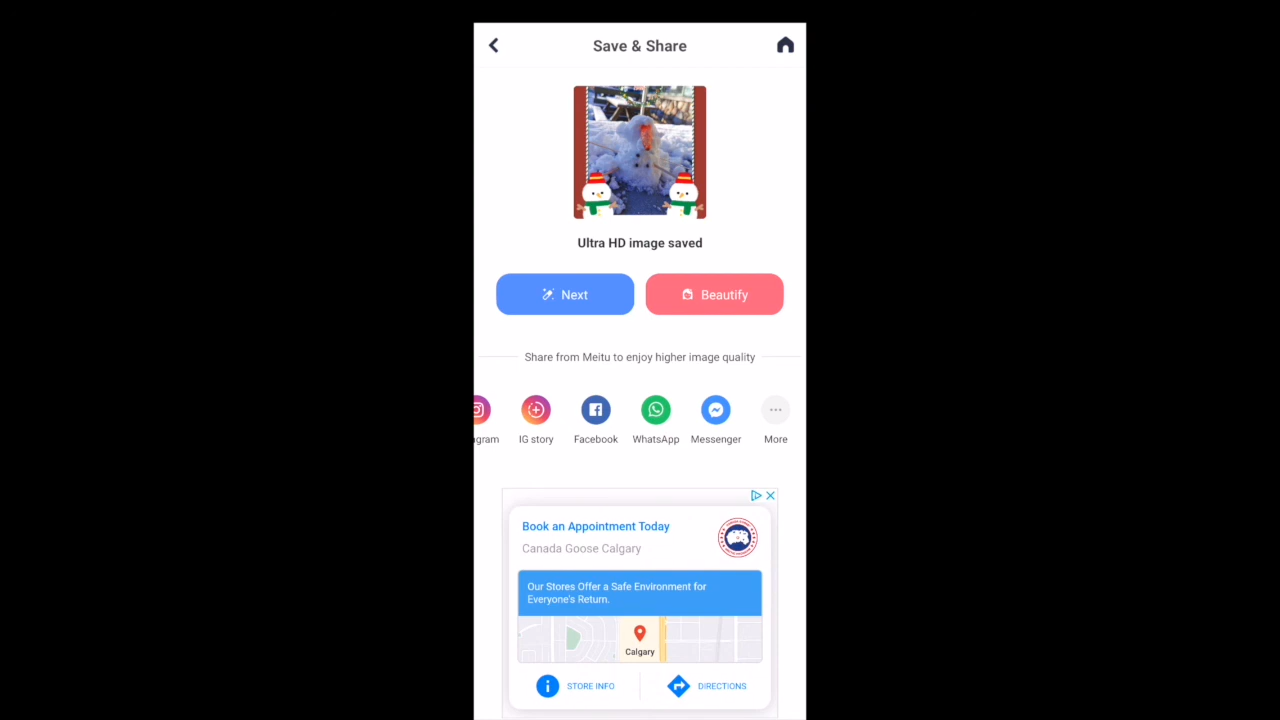 Save & Share
Ultra HD image saved
Next
Beautify
Share from Meitu to enjoy higher image quality
gram
IG story
Facebook
WhatsApp
Messenger
More
Book an Appointment Today
Canada Goose Calgary
Our Stores Offer a Safe Environment for
Everyone's Return.
Calgary
STORE INFO
DIRECTIONS